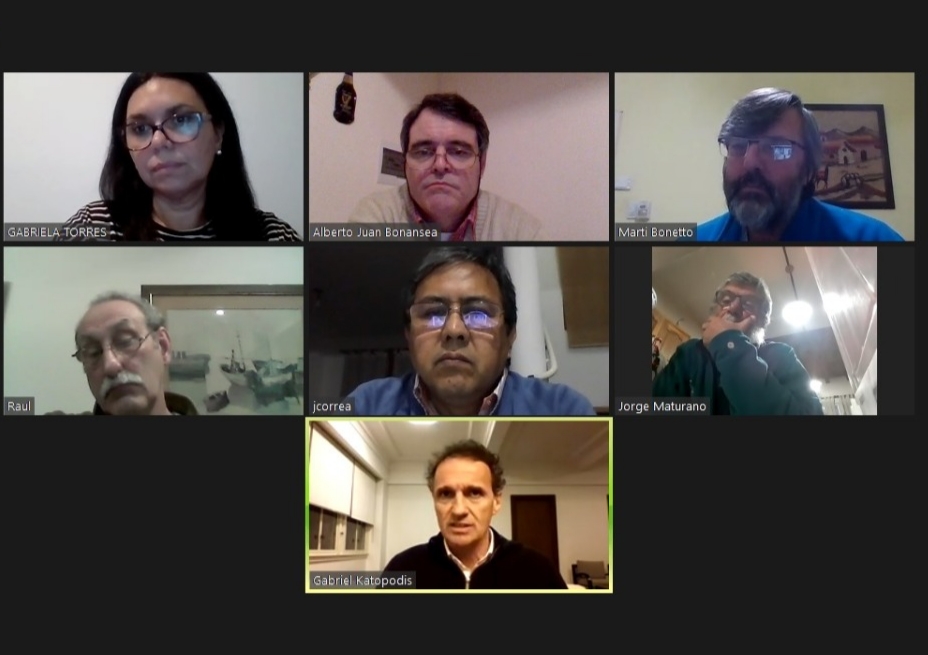 GABRIELA TORRES
Alberto Juan Bonansea
Marti Bonetto
Raul
jcorrea
Jorge Maturano
Gabriel Katopodis